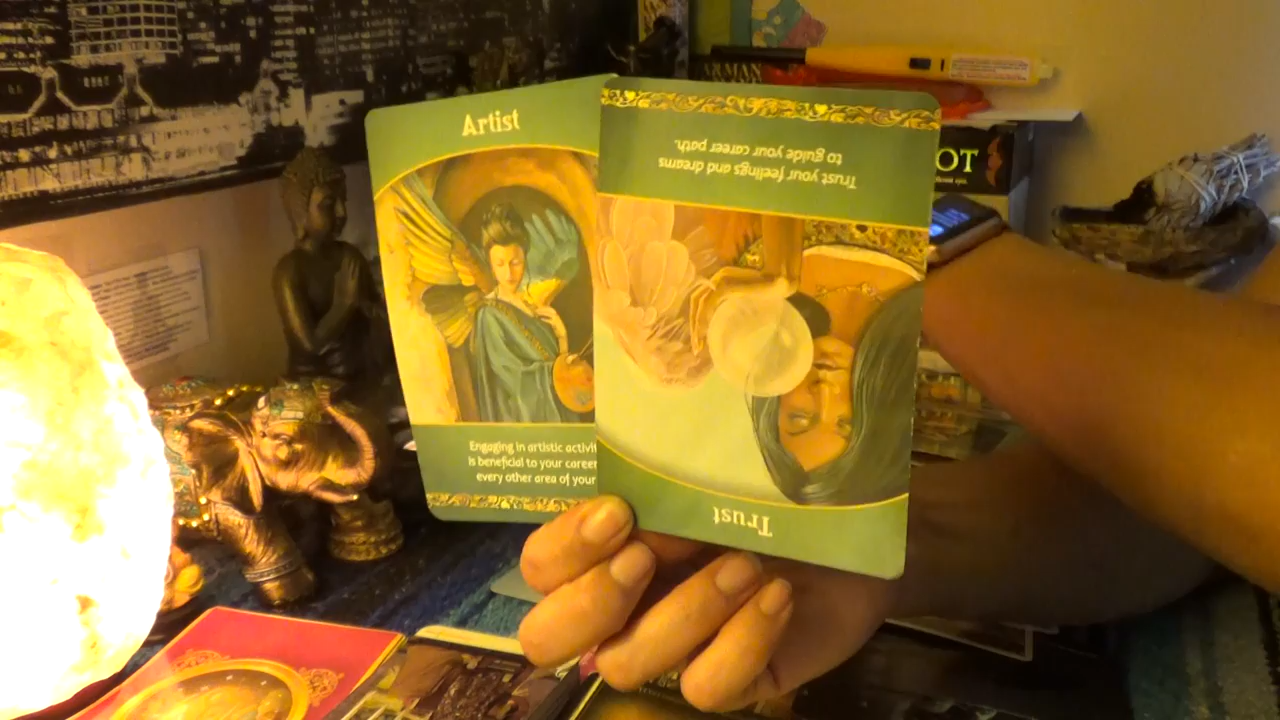 Artist
Engaging in artistic activi
is beneficial to your career
every other area of your
Trust your feelings and dreams
to guide your career path.
Trust
ARMAN
OT